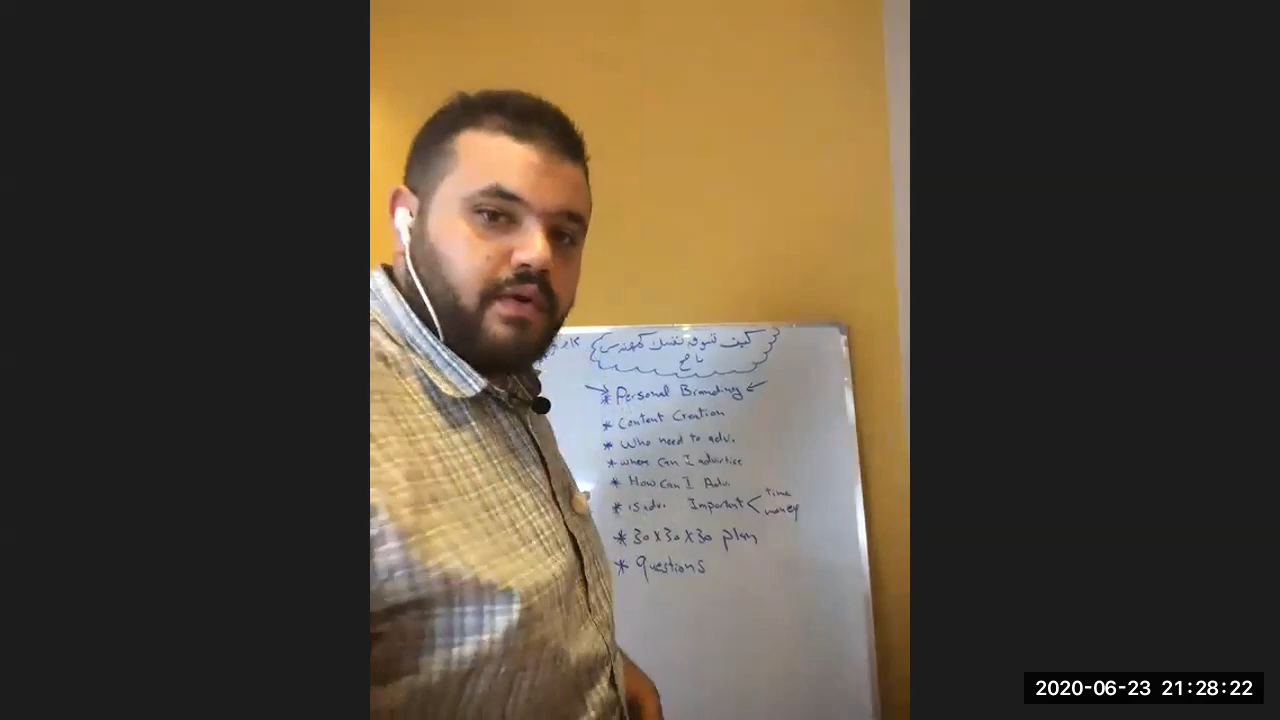 كيف تسوق نفسك كمهندس
ناجح
* Personal Branding
* Content Creation
* Who need to adv.
* where can I advertise
* How can I Adv.
* is adv. Important < time
money
* 30 X 30 X 30 plan
* Questions
2020-06-23 21:28:22